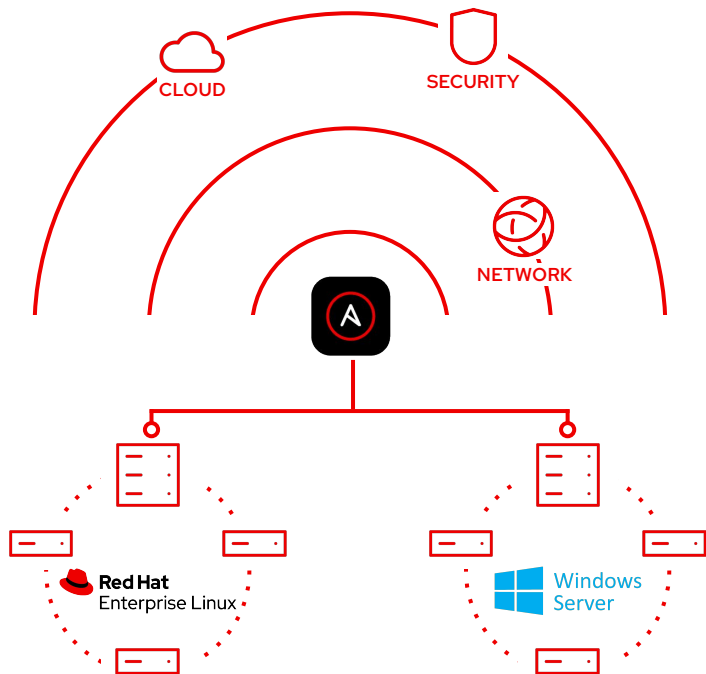 CLOUD
SECURITY
NETWORK
Red Hat
Enterprise Linux
Windows
Server